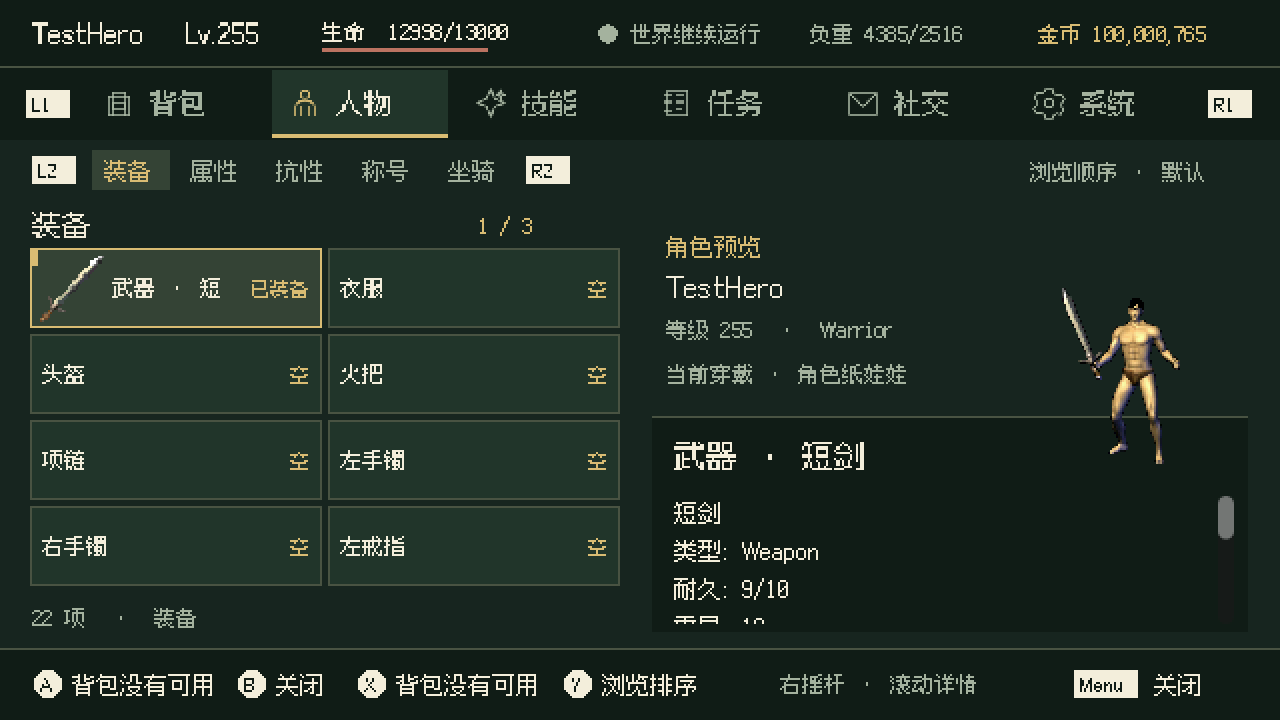 TestHero Lv.255 生命 12998/13000 世界继续运行 负重 4385/2516 金币 100,000,765
L1 背包 人物 技能 任务 社交 系统 R1
L2 装备 属性 抗性 称号 坐骑 R2 浏览顺序 · 默认
装备 1 / 3
武器 · 短 已装备 衣服 空
头盔 空 火把 空
项链 空 左手镯 空
右手镯 空 左戒指 空
22 项 · 装备
角色预览
TestHero
等级 255 · Warrior
当前穿戴 · 角色纸娃娃
武器 · 短剑
短剑
类型: Weapon
耐久: 9/10
A 背包没有可用 B 关闭 X 背包没有可用 Y 浏览排序 右摇杆 · 滚动详情 Menu 关闭